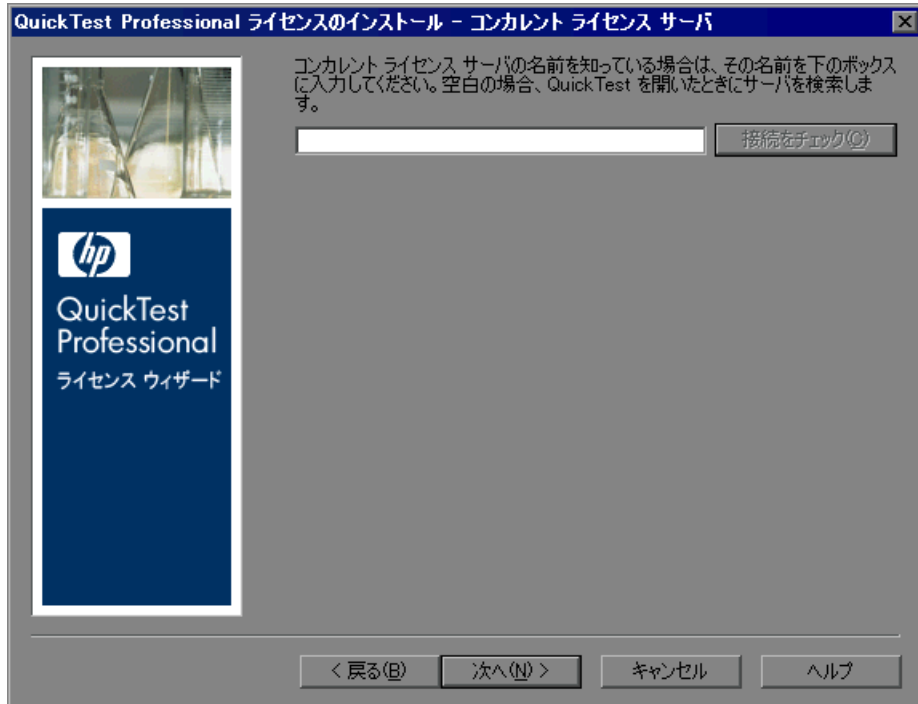 QuickTest Professional ライセンスのインストール - コンカレント ライセンス サーバ
コンカレント ライセンス サーバの名前を知っている場合は、その名前を下のボックス
に入力してください。空白の場合、QuickTest を開いたときにサーバを検索しま
す。
接続をチェック(C)
hp
QuickTest
Professional
ライセンス ウィザード
< 戻る(B)
次へ(N) >
キャンセル
ヘルプ